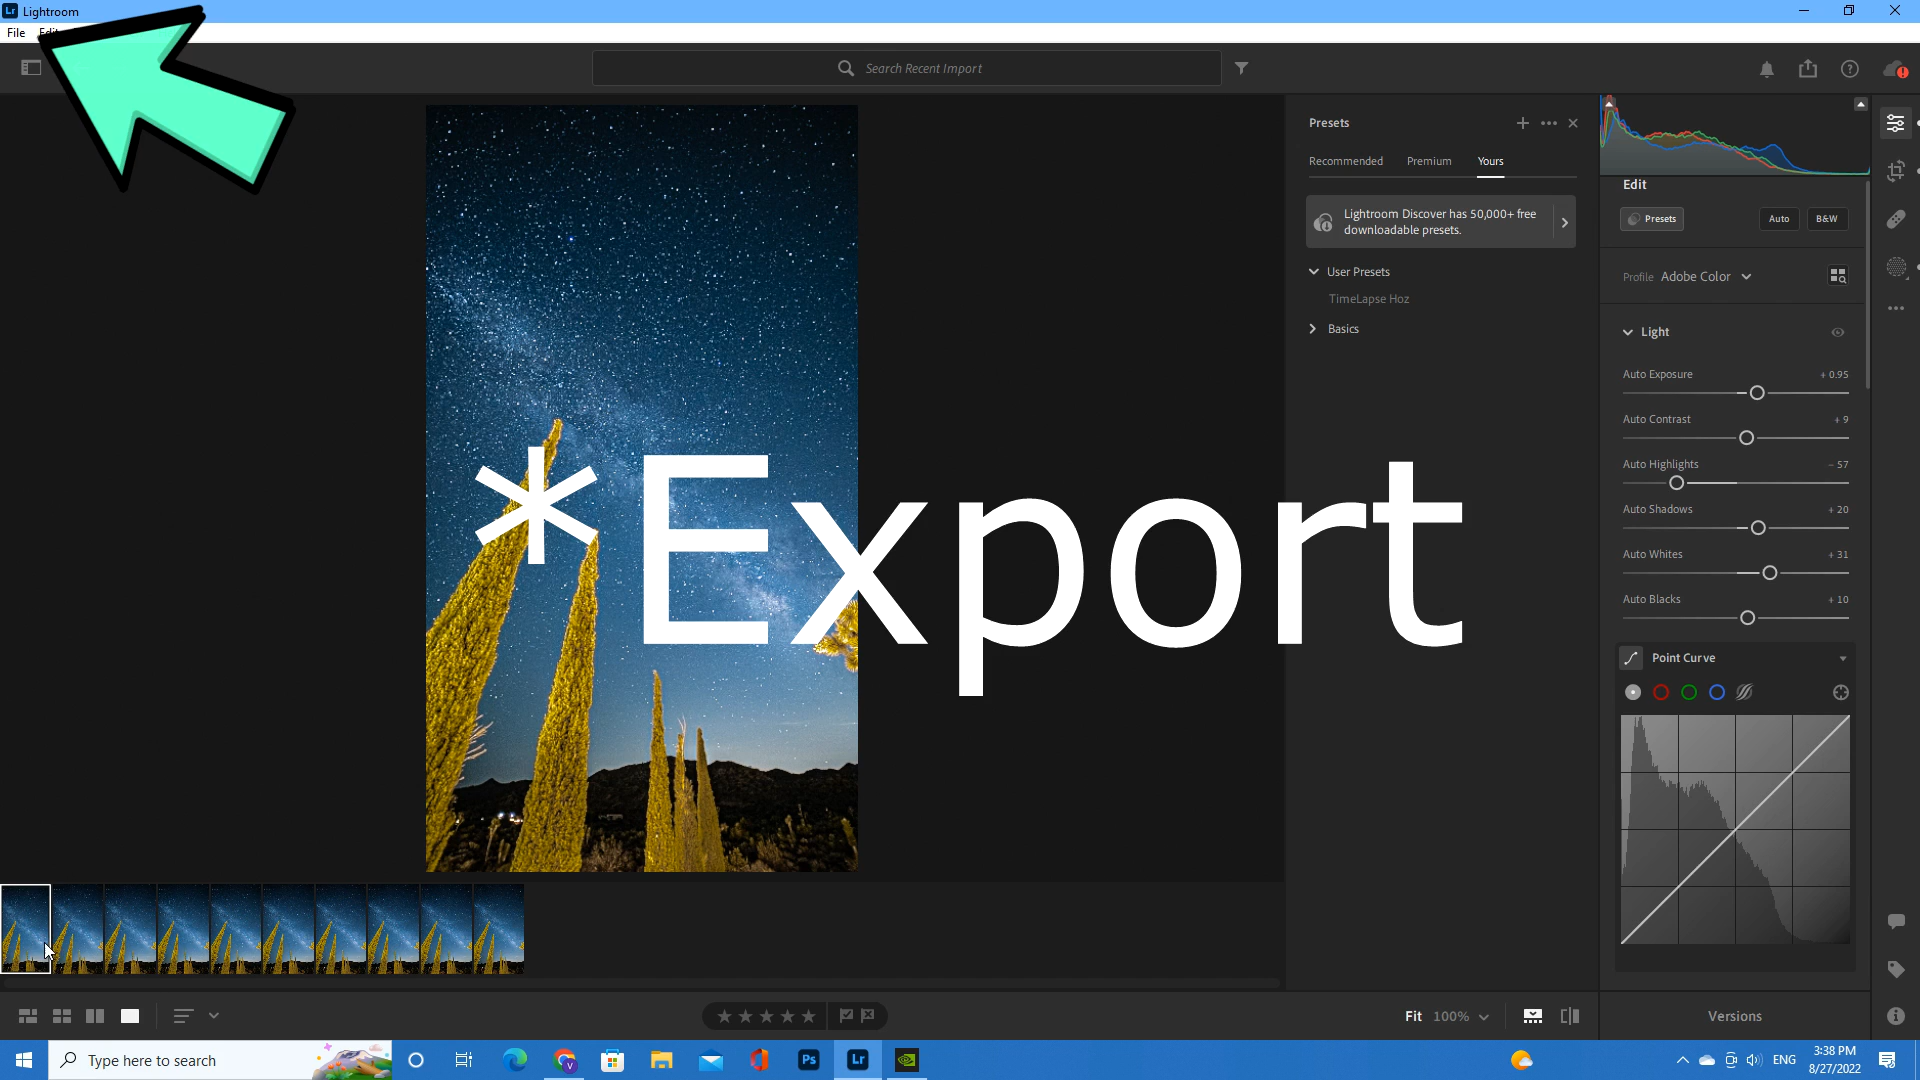 Lr Lightroom
File
Search Recent Import
Presets
Recommended Premium Yours
Lightroom Discover has 50,000+ free
downloadable presets.
User Presets
TimeLapse Hoz
Basics
Edit
Presets Auto B&W
Profile Adobe Color
Light
Auto Exposure + 0.95
Auto Contrast + 9
Auto Highlights − 57
Auto Shadows + 20
Auto Whites + 31
Auto Blacks + 10
Point Curve
*Export
Fit 100%
Versions
Type here to search
V
Ps
Lr
ENG
3:38 PM
8/27/2022